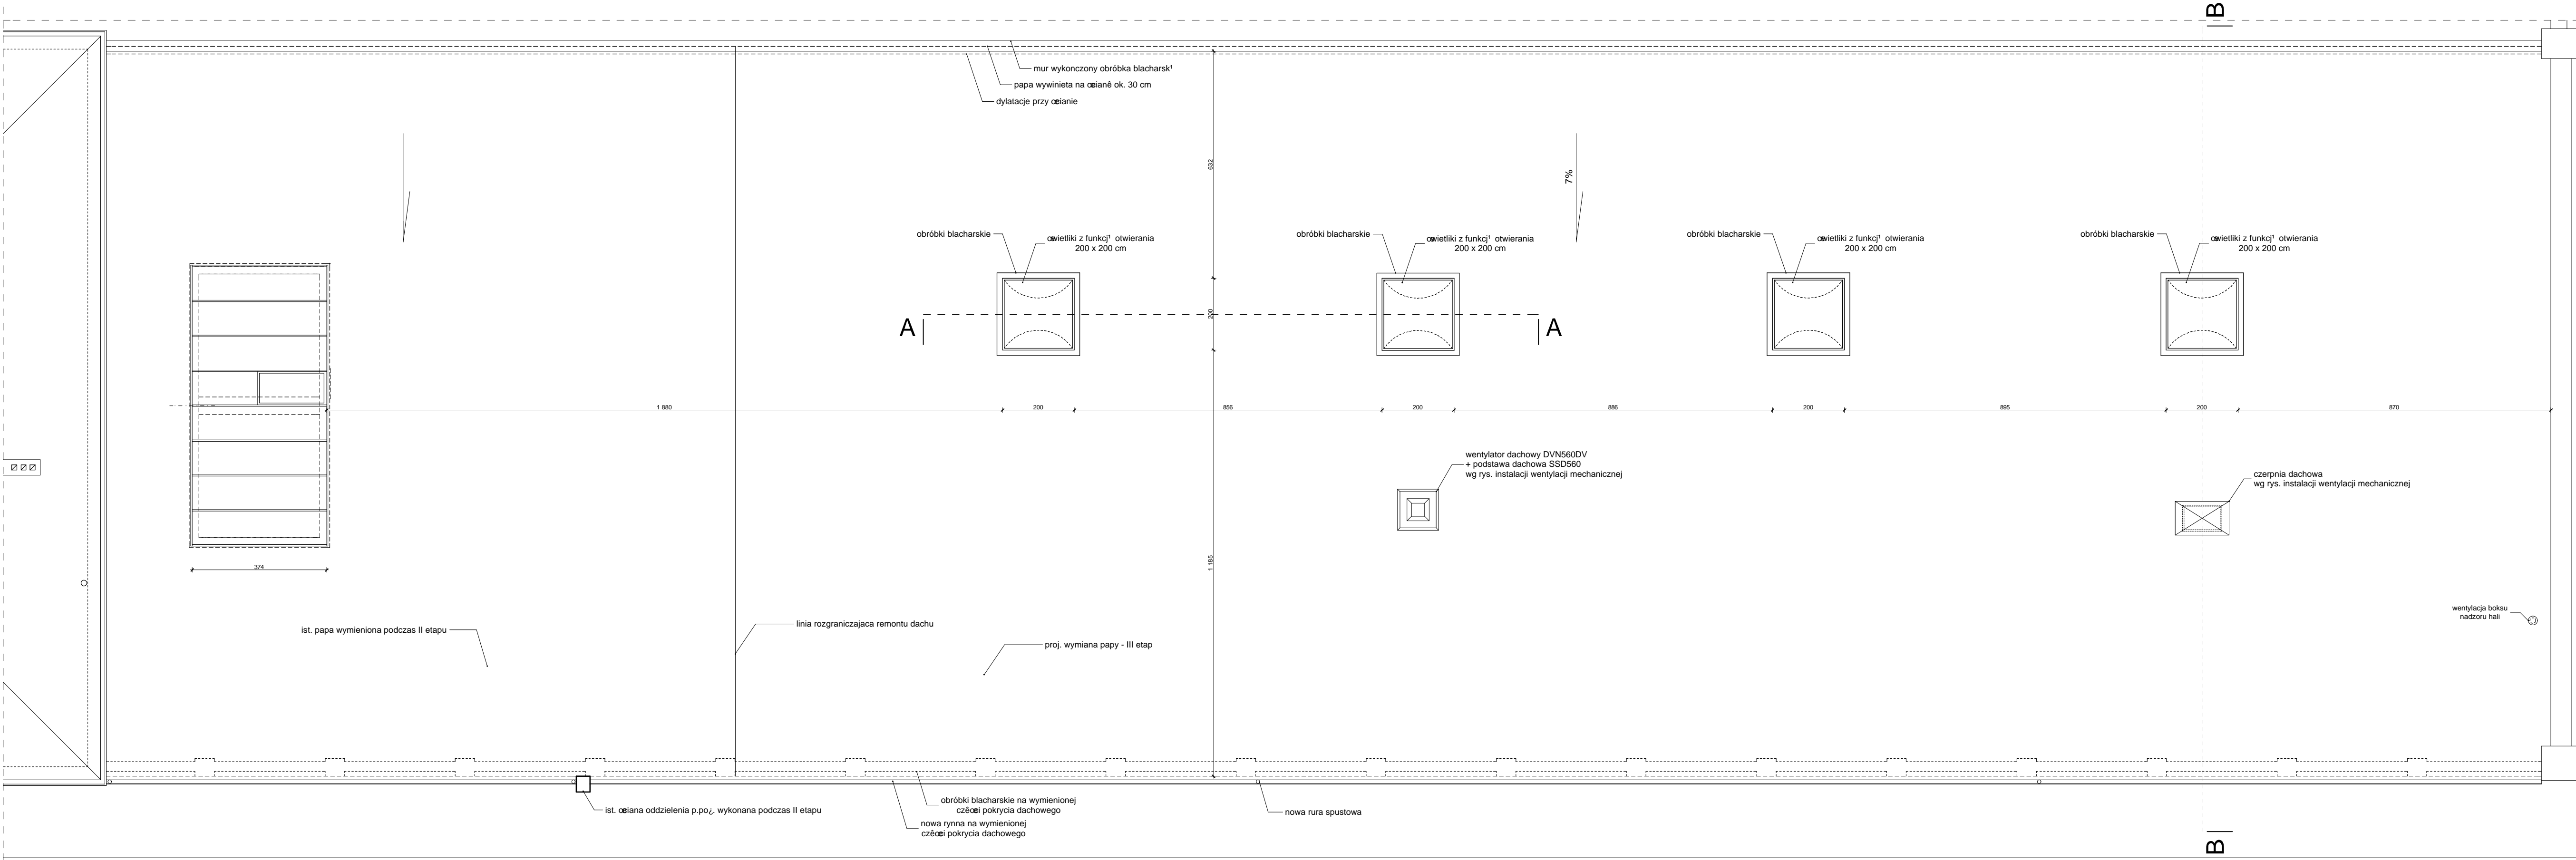 B
mur wykonczony obróbka blacharsk¹
papa wywinieta na œcianê ok. 30 cm
dylatacje przy œcianie
632
7%
obróbki blacharskie
œwietliki z funkcj¹ otwierania
200 x 200 cm
obróbki blacharskie
œwietliki z funkcj¹ otwierania
200 x 200 cm
obróbki blacharskie
œwietliki z funkcj¹ otwierania
200 x 200 cm
obróbki blacharskie
œwietliki z funkcj¹ otwierania
200 x 200 cm
A
200
A
1 880
200
856
200
886
200
895
200
870
wentylator dachowy DVN560DV
+ podstawa dachowa SSD560
wg rys. instalacji wentylacji mechanicznej
czerpnia dachowa
wg rys. instalacji wentylacji mechanicznej
374
1 185
wentylacja boksu
nadzoru hali
ist. papa wymieniona podczas II etapu
linia rozgraniczajaca remontu dachu
proj. wymiana papy - III etap
ist. œciana oddzielenia p.po¿. wykonana podczas II etapu
obróbki blacharskie na wymienionej
czêœci pokrycia dachowego
nowa rynna na wymienionej
czêœci pokrycia dachowego
nowa rura spustowa
B